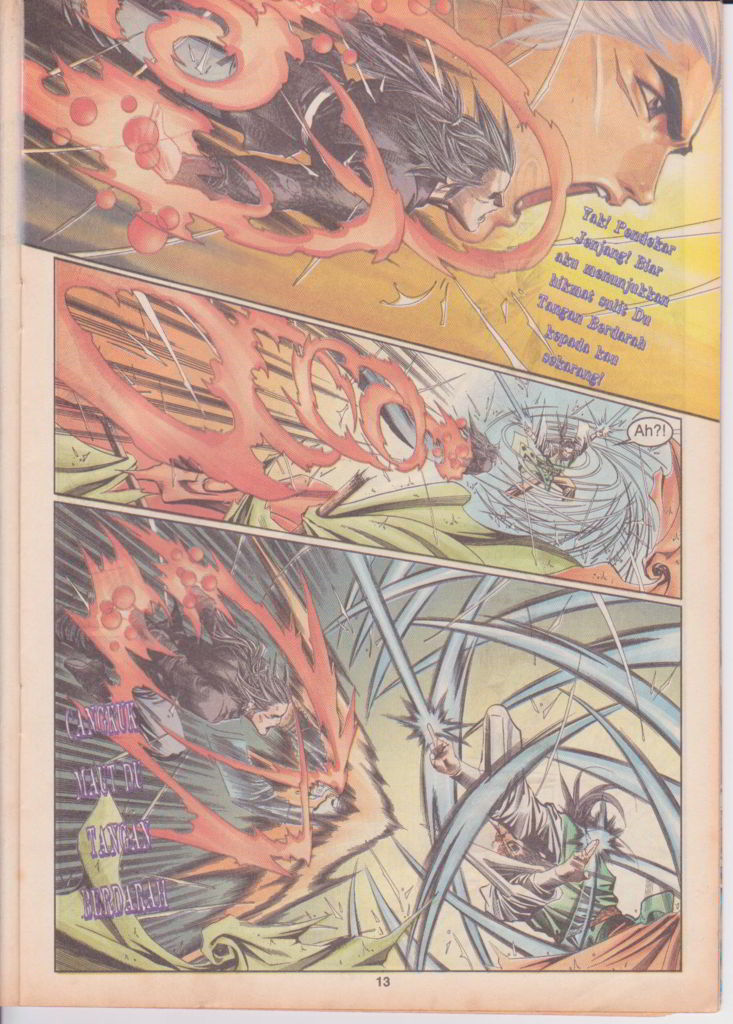 Yak! Pendekar
Jenjang! Biar
aku menunjukkan
hikmat sulit Du
Tangan Berdarah
kepada kau
sekarang!
Ah?!
CANGKUK
MAUT DU
TANGAN
BERDARAH
13